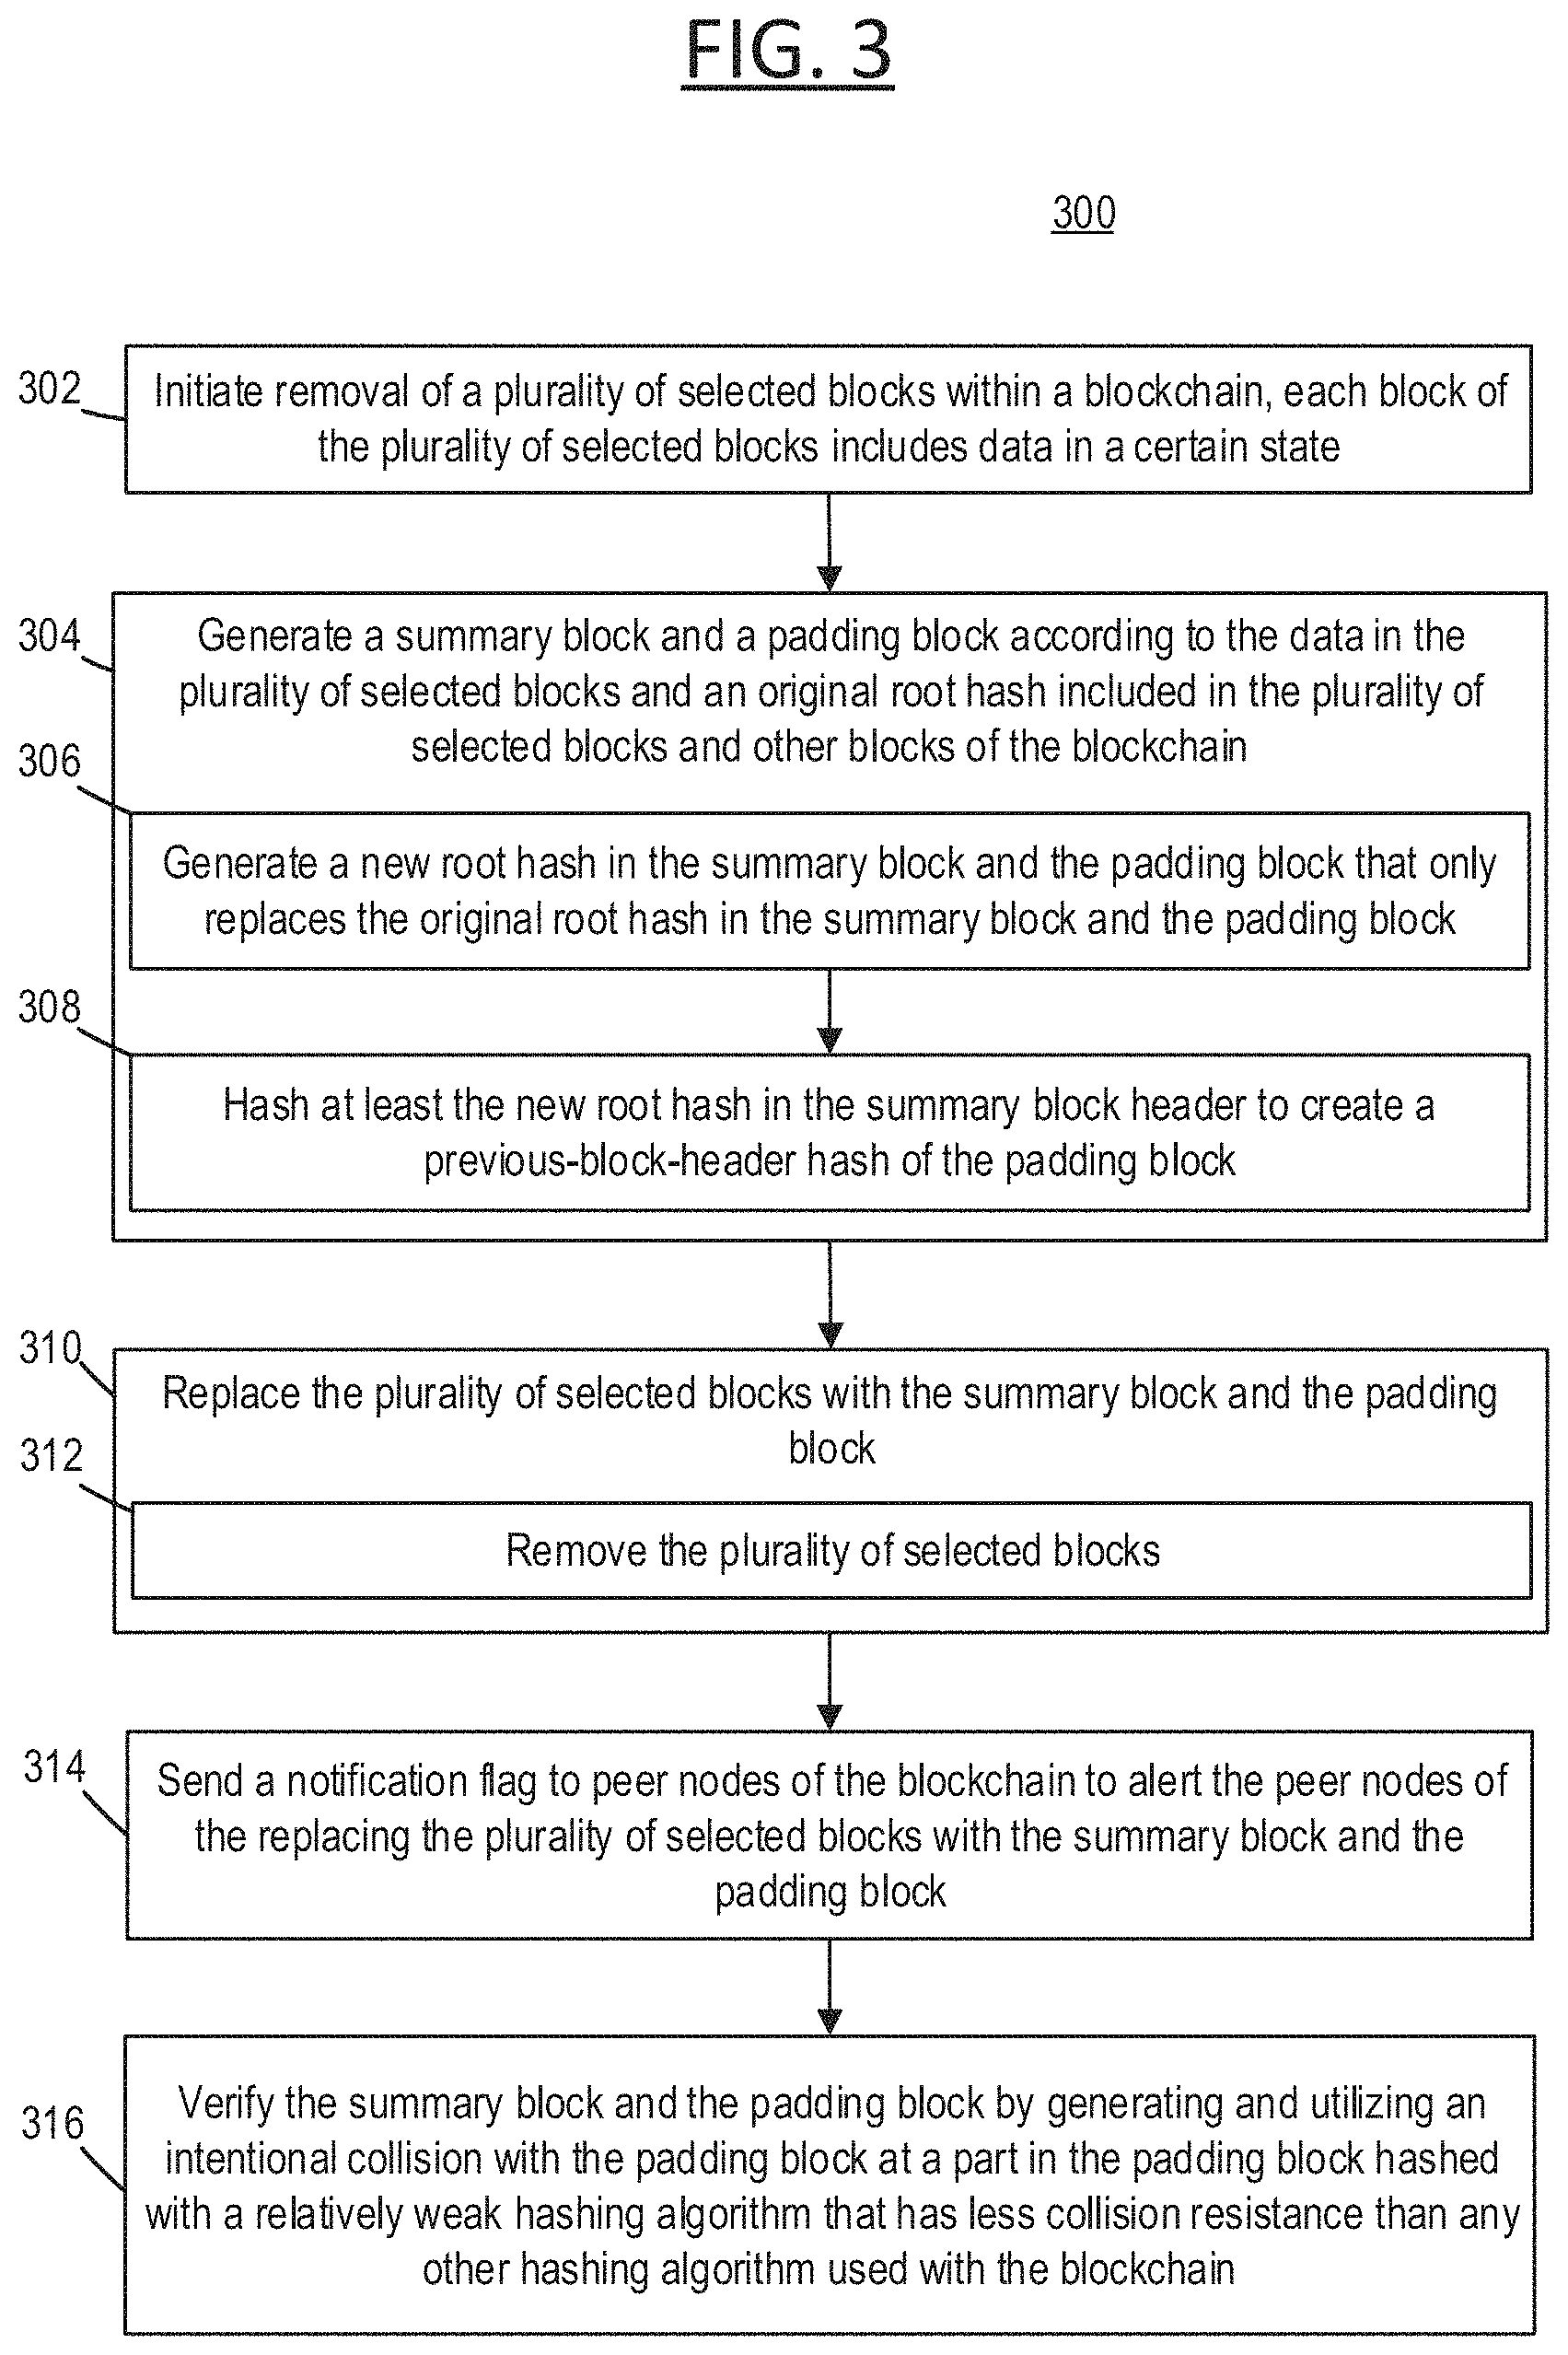 FIG. 3
300
302
Initiate removal of a plurality of selected blocks within a blockchain, each block of
the plurality of selected blocks includes data in a certain state
304
Generate a summary block and a padding block according to the data in the
plurality of selected blocks and an original root hash included in the plurality of
selected blocks and other blocks of the blockchain
306
Generate a new root hash in the summary block and the padding block that only
replaces the original root hash in the summary block and the padding block
308
Hash at least the new root hash in the summary block header to create a
previous-block-header hash of the padding block
310
Replace the plurality of selected blocks with the summary block and the padding
block
312
Remove the plurality of selected blocks
314
Send a notification flag to peer nodes of the blockchain to alert the peer nodes of
the replacing the plurality of selected blocks with the summary block and the
padding block
316
Verify the summary block and the padding block by generating and utilizing an
intentional collision with the padding block at a part in the padding block hashed
with a relatively weak hashing algorithm that has less collision resistance than any
other hashing algorithm used with the blockchain